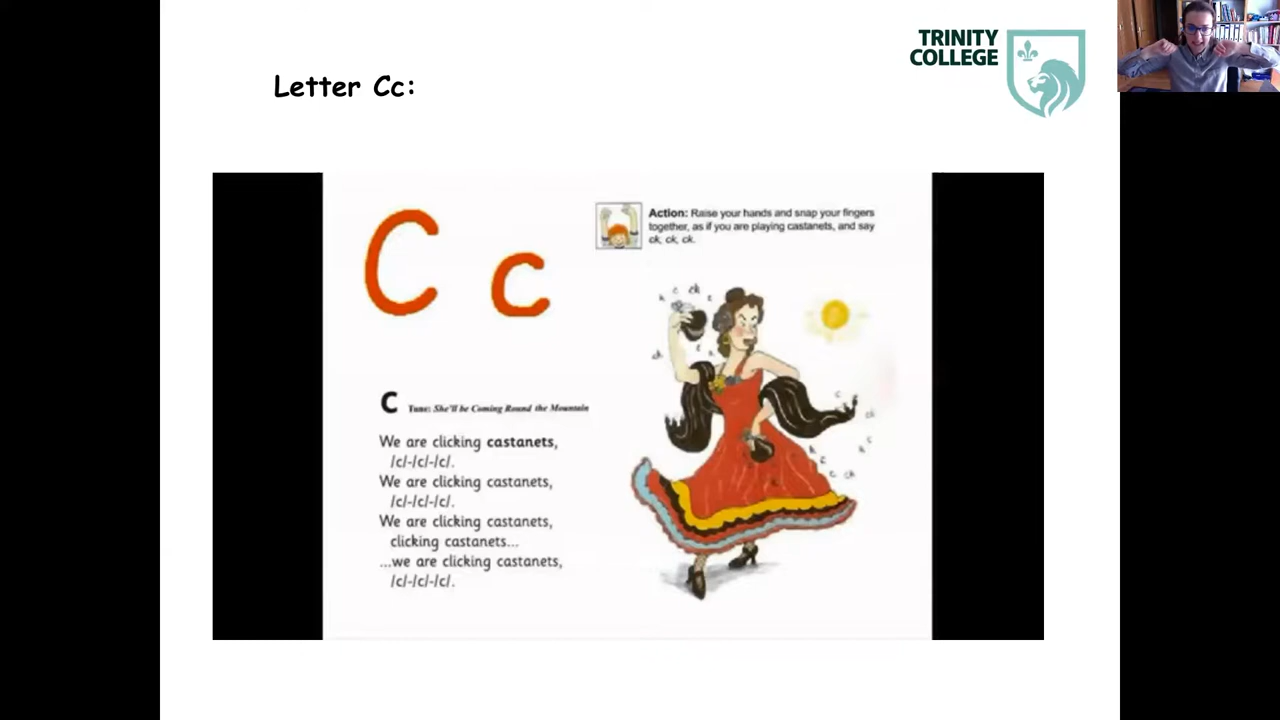 TRINITY
COLLEGE
Letter Cc:
C c
Action: Raise your hands and snap your fingers
together, as if you are playing castanets, and say
ck, ck, ck.
C Tune: She'll be Coming Round the Mountain
We are clicking castanets,
/c/-/c/-/c/.
We are clicking castanets,
/c/-/c/-/c/.
We are clicking castanets,
clicking castanets...
...we are clicking castanets,
/c/-/c/-/c/.